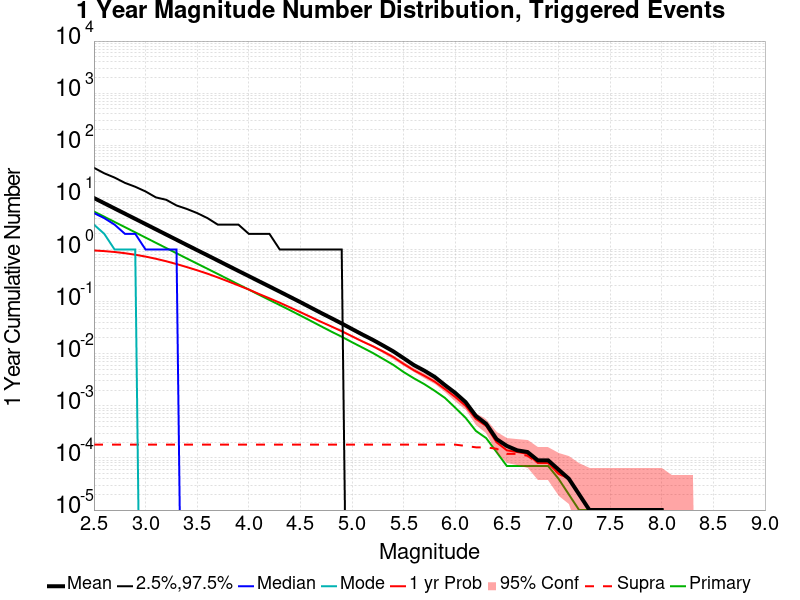 1 Year Magnitude Number Distribution, Triggered Events
10^4
10^3
10^2
10^1
10^0
10^-1
10^-2
10^-3
10^-4
10^-5
1 Year Cumulative Number
2.5 3.0 3.5 4.0 4.5 5.0 5.5 6.0 6.5 7.0 7.5 8.0 8.5 9.0
Magnitude
Mean 2.5%,97.5% Median Mode 1 yr Prob 95% Conf Supra Primary